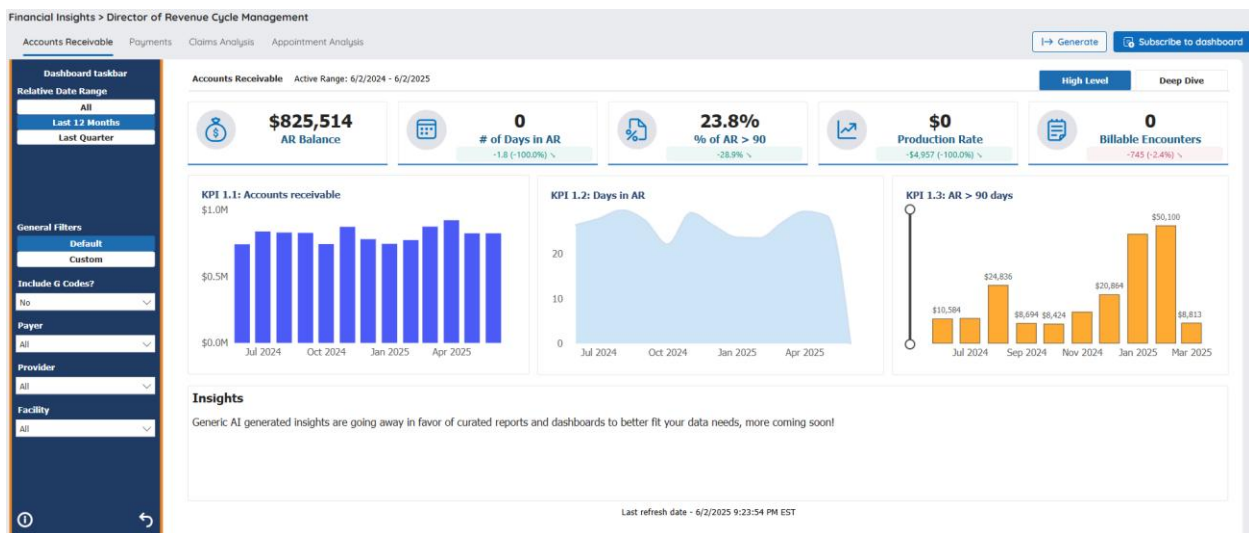 Financial Insights > Director of Revenue Cycle Management
Accounts Receivable Payments Claims Analysis Appointment Analysis
Generate
Subscribe to dashboard
Dashboard taskbar
Relative Date Range
All
Last 12 Months
Last Quarter
General Filters
Default
Custom
Include G Codes?
No
Payer
All
Provider
All
Facility
All
Accounts Receivable Active Range: 6/2/2024 - 6/2/2025
High Level Deep Dive
$825,514
AR Balance
0
# of Days in AR
-1.8 (-100.0%)
23.8%
% of AR > 90
-28.9%
$0
Production Rate
-$4,957 (-100.0%)
0
Billable Encounters
-745 (-2.4%)
KPI 1.1: Accounts receivable
$1.0M
$0.5M
$0.0M
Jul 2024 Oct 2024 Jan 2025 Apr 2025
KPI 1.2: Days in AR
20
10
0
Jul 2024 Oct 2024 Jan 2025 Apr 2025
KPI 1.3: AR > 90 days
$10,584
$24,836
$8,694
$8,424
$20,864
$50,100
$8,813
Jul 2024 Sep 2024 Nov 2024 Jan 2025 Mar 2025
Insights
Generic AI generated insights are going away in favor of curated reports and dashboards to better fit your data needs, more coming soon!
Last refresh date - 6/2/2025 9:23:54 PM EST